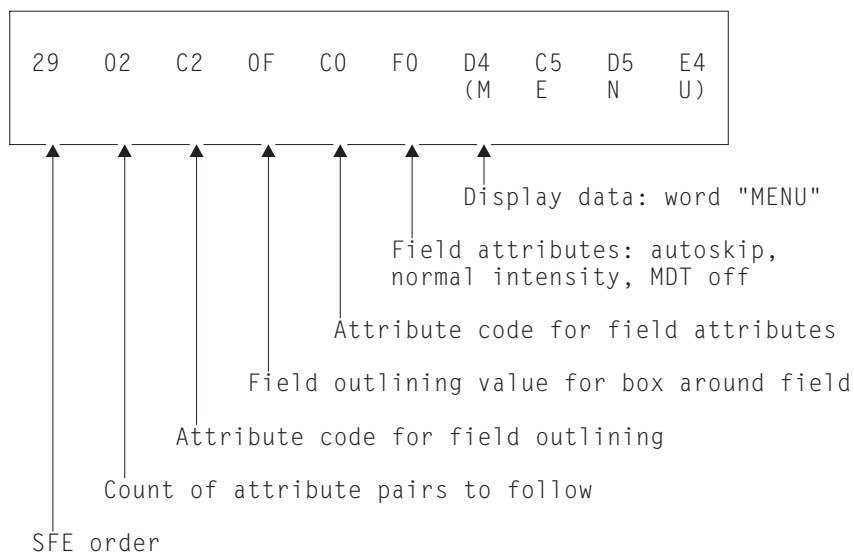 29 02 C2 0F C0 F0 D4 C5 D5 E4
(M E N U)
Display data: word "MENU"
Field attributes: autoskip,
normal intensity, MDT off
Attribute code for field attributes
Field outlining value for box around field
Attribute code for field outlining
Count of attribute pairs to follow
SFE order